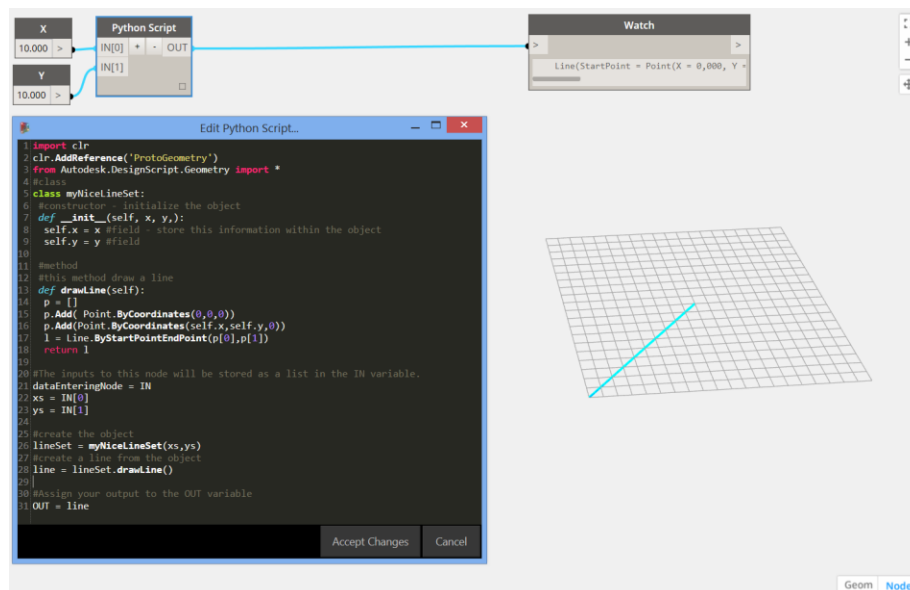 X
10.000 >
Y
10.000 >
Python Script
IN[0] + - OUT
IN[1]
Watch
> >
Line(StartPoint = Point(X = 0,000, Y =
Edit Python Script...
1 import clr
2 clr.AddReference('ProtoGeometry')
3 from Autodesk.DesignScript.Geometry import *
4 #class
5 class myNiceLineSet:
6 #constructor - initialize the object
7 def __init__(self, x, y,):
8 self.x = x #field - store this information within the object
9 self.y = y #field
10
11 #method
12 #this method draw a line
13 def drawLine(self):
14 p = []
15 p.Add( Point.ByCoordinates(0,0,0))
16 p.Add(Point.ByCoordinates(self.x,self.y,0))
17 l = Line.ByStartPointEndPoint(p[0],p[1])
18 return l
19
20 #The inputs to this node will be stored as a list in the IN variable.
21 dataEnteringNode = IN
22 xs = IN[0]
23 ys = IN[1]
24
25 #create the object
26 lineSet = myNiceLineSet(xs,ys)
27 #create a line from the object
28 line = lineSet.drawLine()
29
30 #Assign your output to the OUT variable
31 OUT = line
Accept Changes Cancel
Geom Node